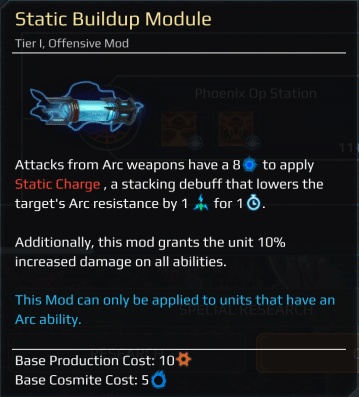 Static Buildup Module
Tier I, Offensive Mod
Phoenix Op Station
Attacks from Arc weapons have a 8 to apply
Static Charge , a stacking debuff that lowers the
target's Arc resistance by 1 for 1 .
Additionally, this mod grants the unit 10%
increased damage on all abilities.
This Mod can only be applied to units that have an
Arc ability.
SPECIAL RESEARCH
Base Production Cost: 10
Base Cosmite Cost: 5